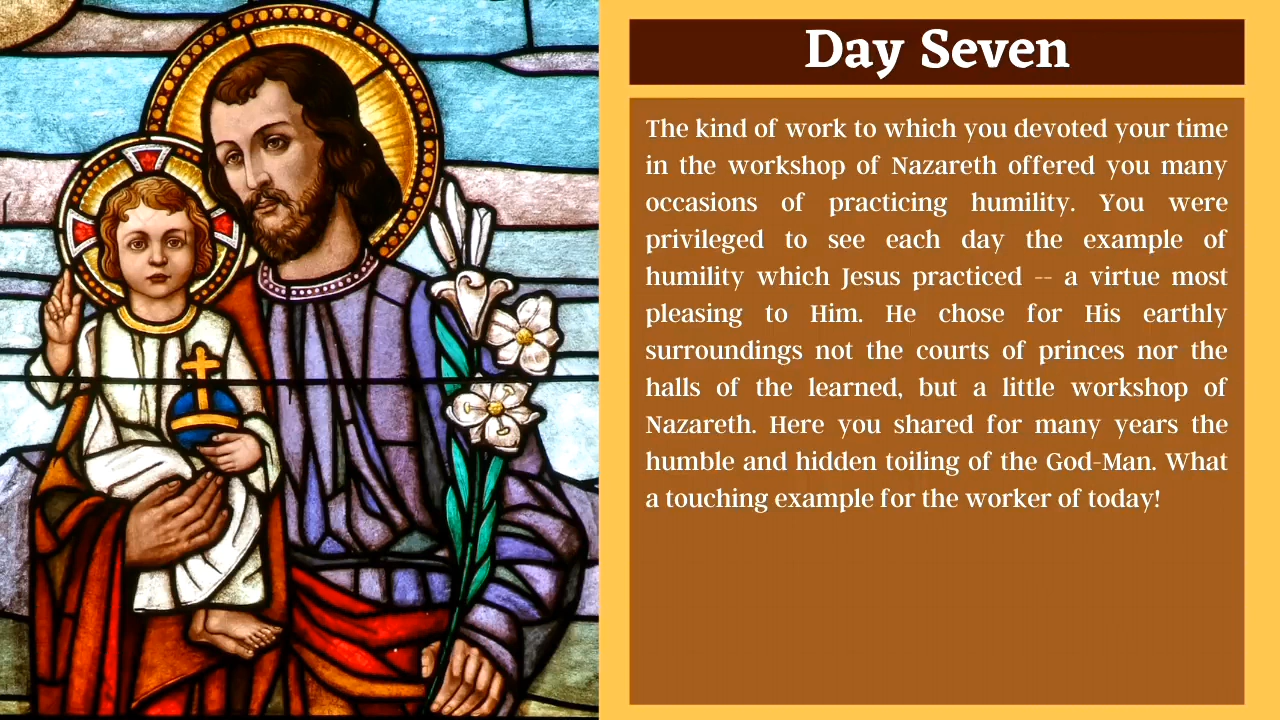 Day Seven
The kind of work to which you devoted your time
in the workshop of Nazareth offered you many
occasions of practicing humility. You were
privileged to see each day the example of
humility which Jesus practiced -- a virtue most
pleasing to Him. He chose for His earthly
surroundings not the courts of princes nor the
halls of the learned, but a little workshop of
Nazareth. Here you shared for many years the
humble and hidden toiling of the God-Man. What
a touching example for the worker of today!